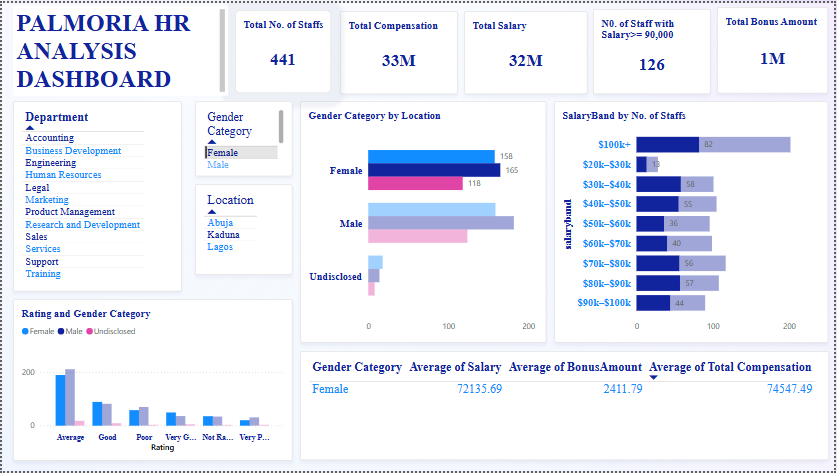 PALMORIA HR
ANALYSIS
DASHBOARD
Total No. of Staffs
441
Total Compensation
33M
Total Salary
32M
N0. of Staff with
Salary>= 90,000
126
Total Bonus Amount
1M
Department
Accounting
Business Development
Engineering
Human Resources
Legal
Marketing
Product Management
Research and Development
Sales
Services
Support
Training
Gender
Category
Female
Male
Location
Abuja
Kaduna
Lagos
Gender Category by Location
Female
158
165
118
Male
Undisclosed
0 100 200
SalaryBand by No. of Staffs
salaryband
$100k+ 82
$20k–$30k 13
$30k–$40k 58
$40k–$50k 55
$50k–$60k 36
$60k–$70k 40
$70k–$80k 56
$80k–$90k 57
$90k–$100k 44
0 100 200
Rating and Gender Category
Female Male Undisclosed
200
0
Average Good Poor Very G... Not Ra... Very P...
Rating
Gender Category Average of Salary Average of BonusAmount Average of Total Compensation
Female 72135.69 2411.79 74547.49